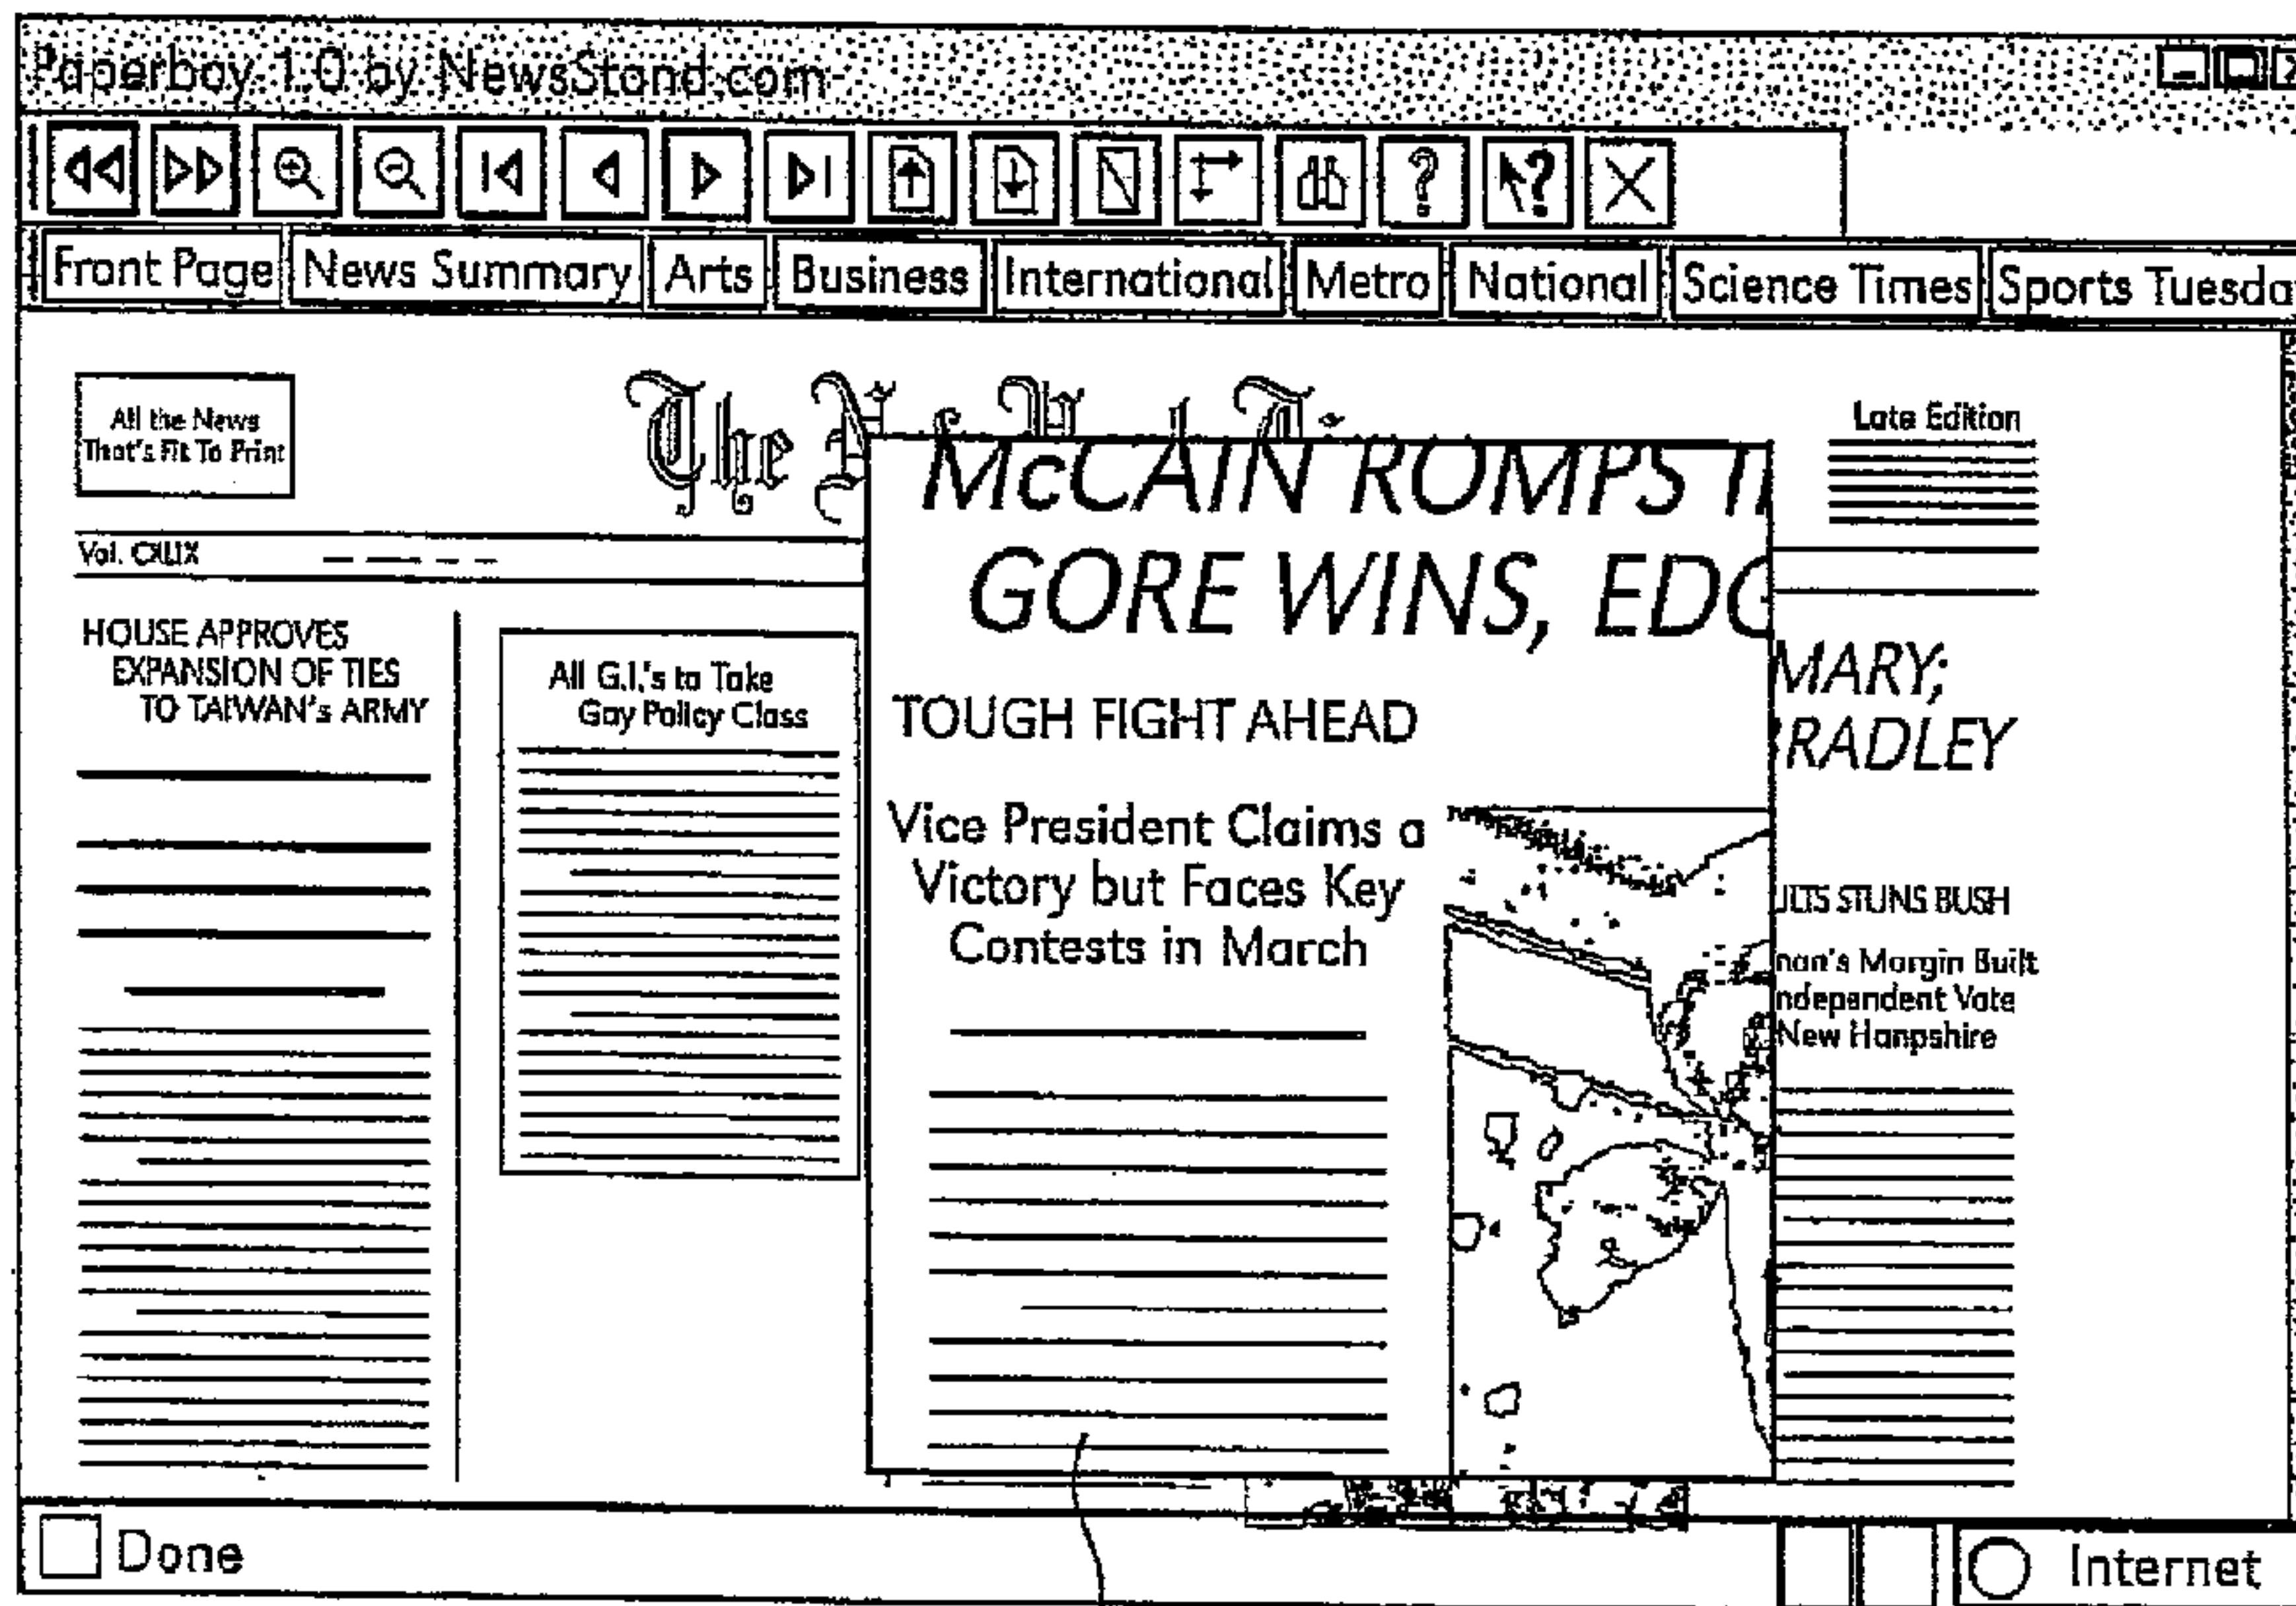 Paperboy 1.0 by NewsStand.com
Front Page News Summary Arts Business International Metro National Science Times Sports Tuesda
All the News
That's Fit To Print
The
Late Edition
Vol. CXLIX
HOUSE APPROVES
EXPANSION OF TIES
TO TAIWAN's ARMY
All G.I.'s to Take
Gay Policy Class
McCAIN ROMPS I
GORE WINS, EDG
TOUGH FIGHT AHEAD
Vice President Claims a
Victory but Faces Key
Contests in March
MARY;
RADLEY
ULTS STUNS BUSH
nan's Margin Built
ndependent Vote
New Hanpshire
Done
Internet